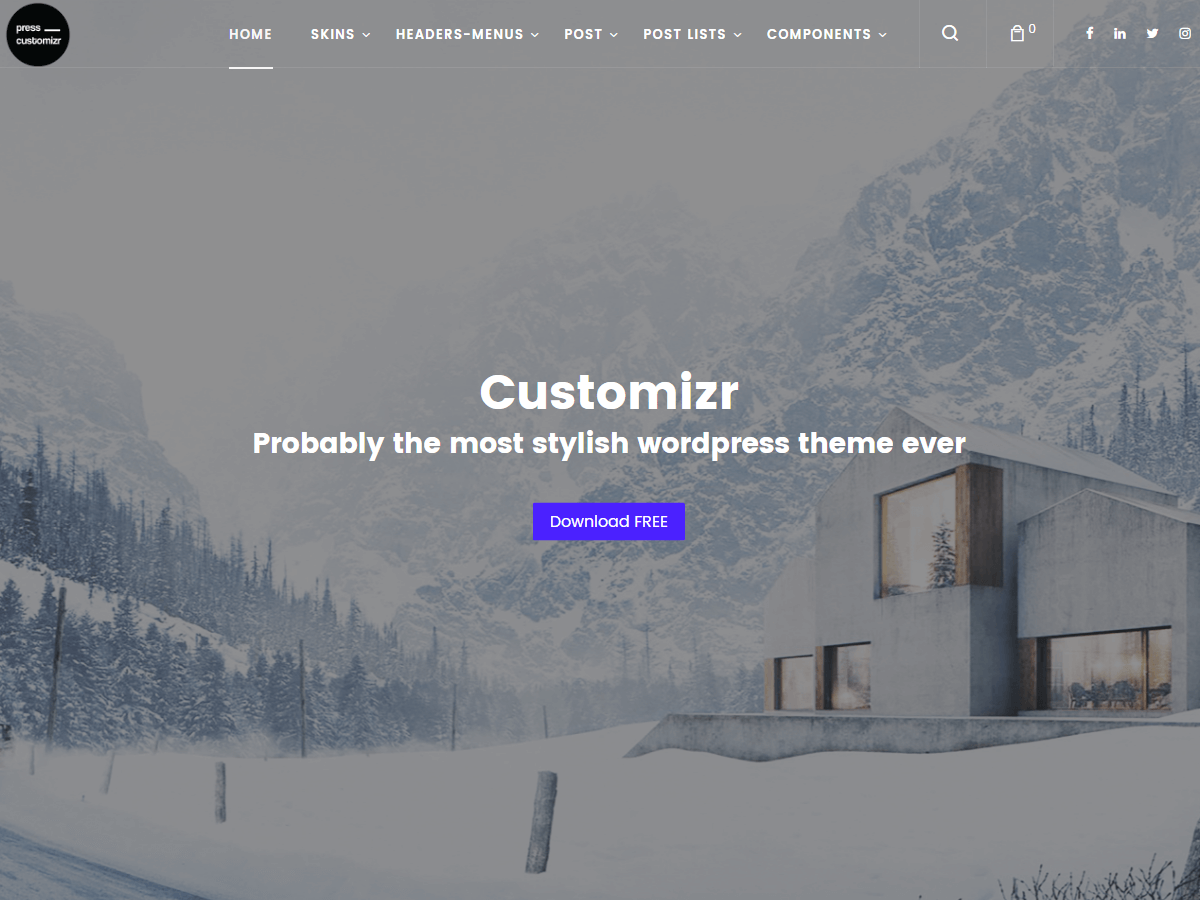 press
customizr
HOME
SKINS
HEADERS-MENUS
POST
POST LISTS
COMPONENTS
0
Customizr
Probably the most stylish wordpress theme ever
Download FREE